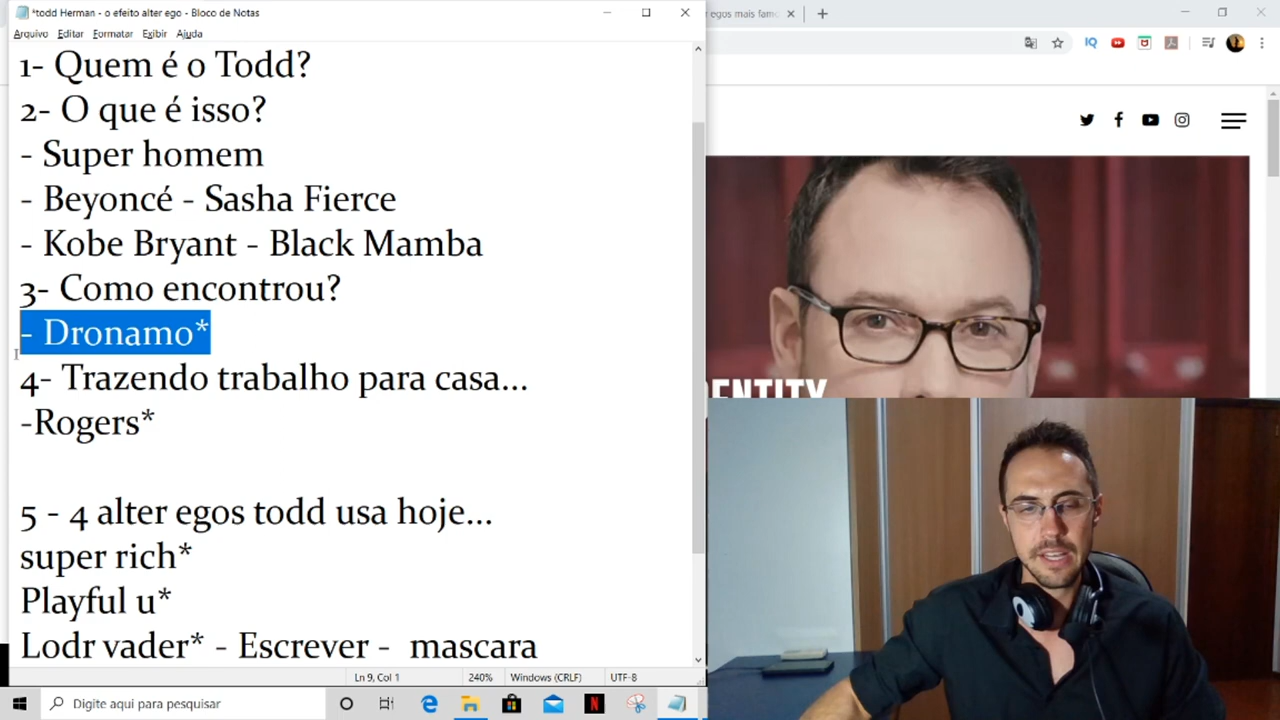 *todd Herman - o efeito alter ego - Bloco de Notas
Arquivo Editar Formatar Exibir Ajuda
1- Quem é o Todd?
2- O que é isso?
- Super homem
- Beyoncé - Sasha Fierce
- Kobe Bryant - Black Mamba
3- Como encontrou?
- Dronamo*
4- Trazendo trabalho para casa...
-Rogers*
5 - 4 alter egos todd usa hoje...
super rich*
Playful u*
Lodr vader* - Escrever - mascara
Ln 9, Col 1 240% Windows (CRLF) UTF-8
Digite aqui para pesquisar
r egos mais famo
IQ
DENTITY